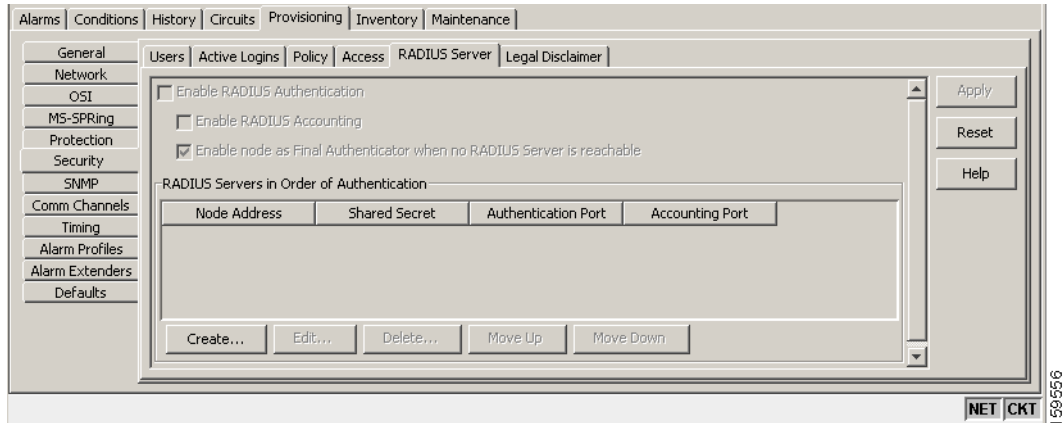 Alarms Conditions History Circuits Provisioning Inventory Maintenance
General
Network
OSI
MS-SPRing
Protection
Security
SNMP
Comm Channels
Timing
Alarm Profiles
Alarm Extenders
Defaults
Users Active Logins Policy Access RADIUS Server Legal Disclaimer
Enable RADIUS Authentication
Enable RADIUS Accounting
Enable node as Final Authenticator when no RADIUS Server is reachable
RADIUS Servers in Order of Authentication
Node Address Shared Secret Authentication Port Accounting Port
Create... Edit... Delete... Move Up Move Down
Apply
Reset
Help
NET CKT
159556